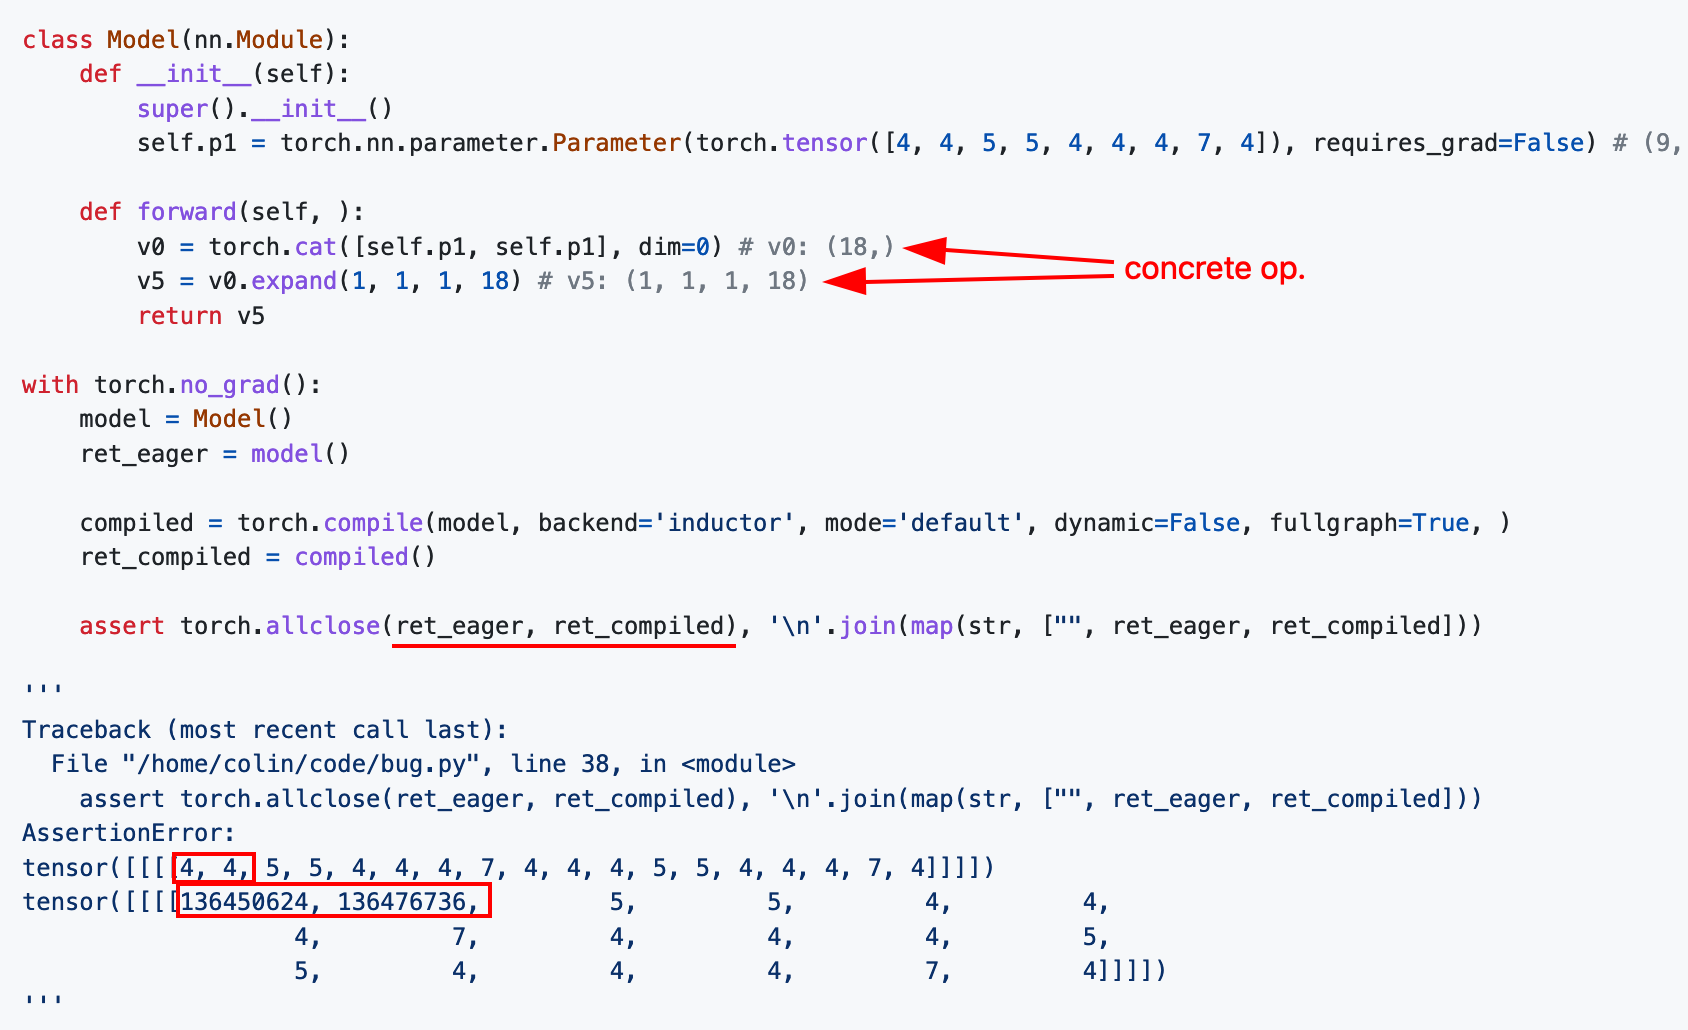 class Model(nn.Module):
    def __init__(self):
        super().__init__()
        self.p1 = torch.nn.parameter.Parameter(torch.tensor([4, 4, 5, 5, 4, 4, 4, 7, 4]), requires_grad=False) # (9,
    def forward(self, ):
        v0 = torch.cat([self.p1, self.p1], dim=0) # v0: (18,)
concrete op.
        v5 = v0.expand(1, 1, 1, 18) # v5: (1, 1, 1, 18)
        return v5
with torch.no_grad():
    model = Model()
    ret_eager = model()
    compiled = torch.compile(model, backend='inductor', mode='default', dynamic=False, fullgraph=True, )
    ret_compiled = compiled()
    assert torch.allclose(ret_eager, ret_compiled), '\n'.join(map(str, ["", ret_eager, ret_compiled]))
'''
Traceback (most recent call last):
  File "/home/colin/code/bug.py", line 38, in <module>
    assert torch.allclose(ret_eager, ret_compiled), '\n'.join(map(str, ["", ret_eager, ret_compiled]))
AssertionError:
tensor([[[[4, 4, 5, 5, 4, 4, 4, 7, 4, 4, 4, 5, 5, 4, 4, 4, 7, 4]]]])
tensor([[[[136450624, 136476736,         5,         5,         4,         4,
                   4,         7,         4,         4,         4,         5,
                   5,         4,         4,         4,         7,         4]]]])
'''